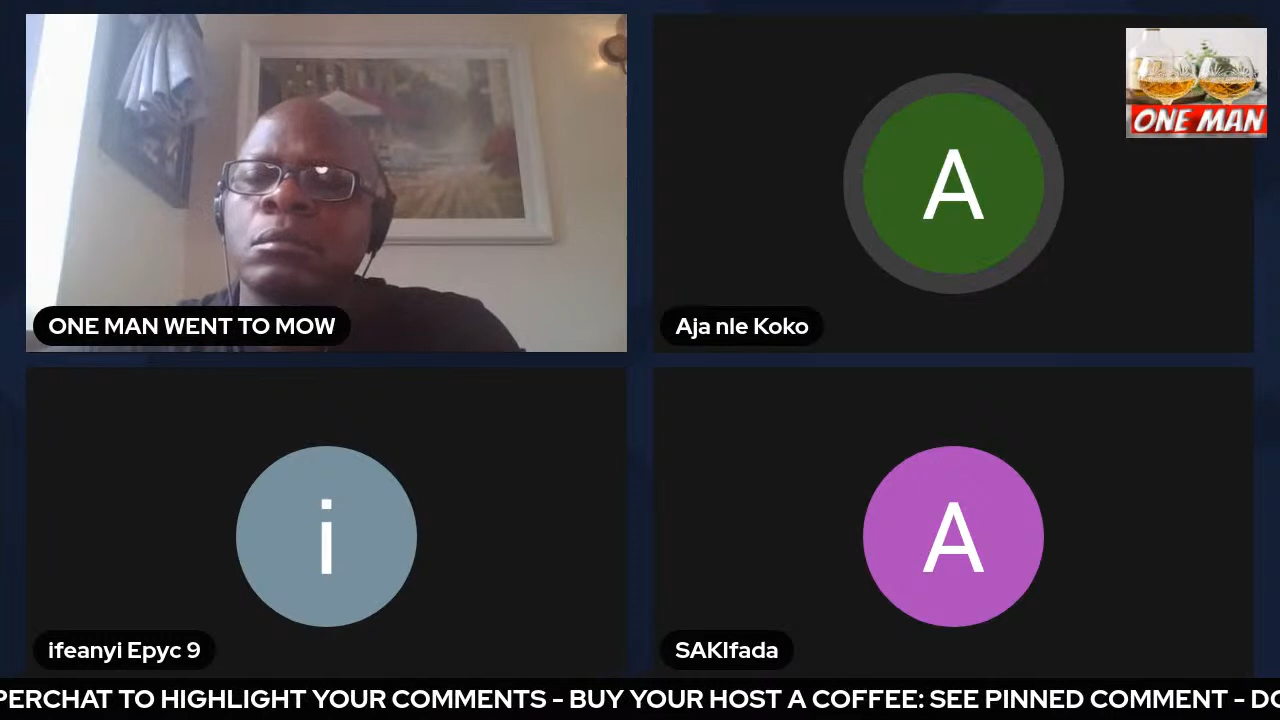 ONE MAN
ONE MAN WENT TO MOW
A
Aja nle Koko
i
ifeanyi Epyc 9
A
SAKIfada
PERCHAT TO HIGHLIGHT YOUR COMMENTS - BUY YOUR HOST A COFFEE: SEE PINNED COMMENT - DO